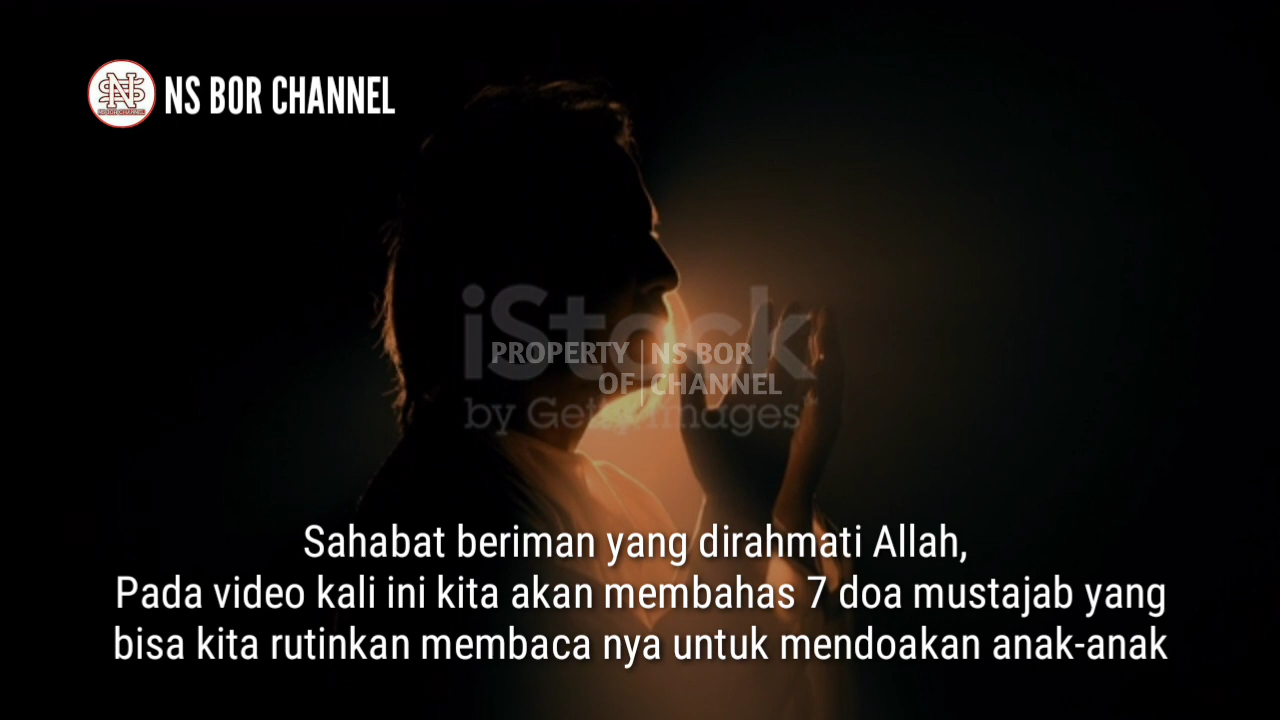 NS BOR CHANNEL
iStock
by Getty Images
PROPERTY NS BOR
OF CHANNEL
Sahabat beriman yang dirahmati Allah,
Pada video kali ini kita akan membahas 7 doa mustajab yang
bisa kita rutinkan membaca nya untuk mendoakan anak-anak